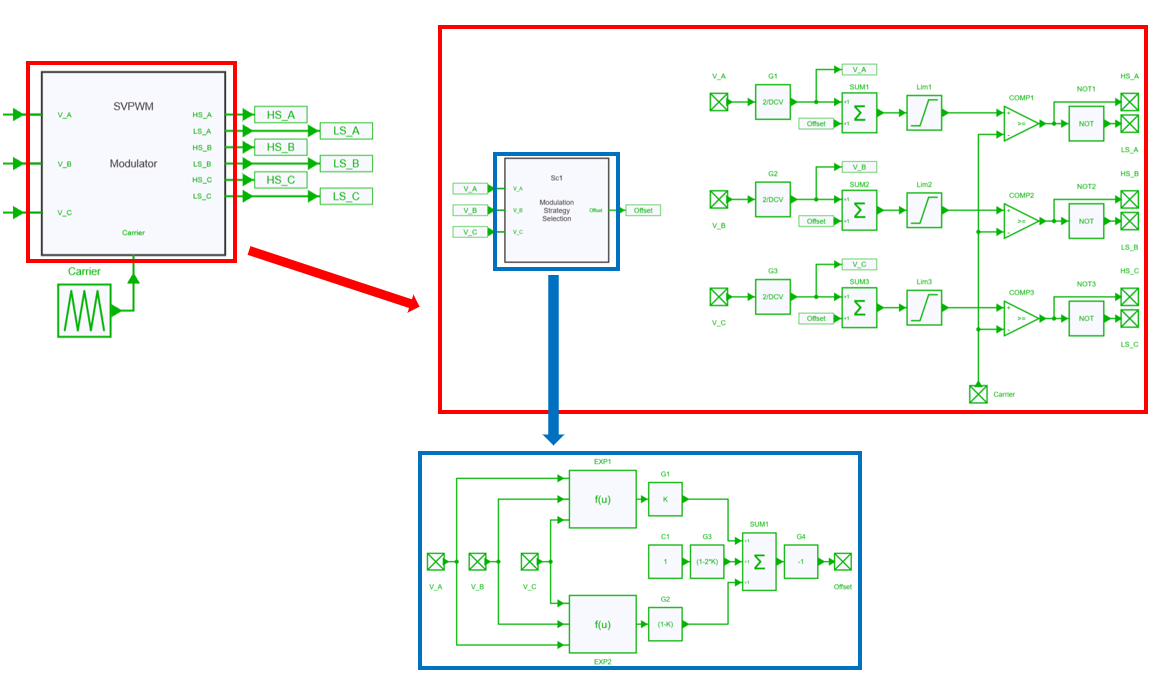 SVPWM
Modulator
V_A
V_B
V_C
HS_A
LS_A
HS_B
LS_B
HS_C
LS_C
Carrier
HS_A
LS_A
HS_B
LS_B
HS_C
LS_C
Carrier
Sc1
Modulation
Strategy
Selection
V_A
V_B
V_C
V_A
V_B
V_C
Offset
Offset
V_A
G1
2/DCV
V_A
SUM1
+1
Σ
Offset
+1
Lim1
COMP1
+
>=
-
NOT1
NOT
HS_A
LS_A
V_B
G2
2/DCV
V_B
SUM2
+1
Σ
Offset
+1
Lim2
COMP2
+
>=
-
NOT2
NOT
HS_B
LS_B
V_C
G3
2/DCV
V_C
SUM3
+1
Σ
Offset
+1
Lim3
COMP3
+
>=
-
NOT3
NOT
HS_C
LS_C
Carrier
EXP1
f(u)
G1
K
C1
1
G3
(1-2*K)
SUM1
+1
+1
Σ
+1
G4
-1
V_A
V_B
V_C
Offset
f(u)
EXP2
G2
(1-K)